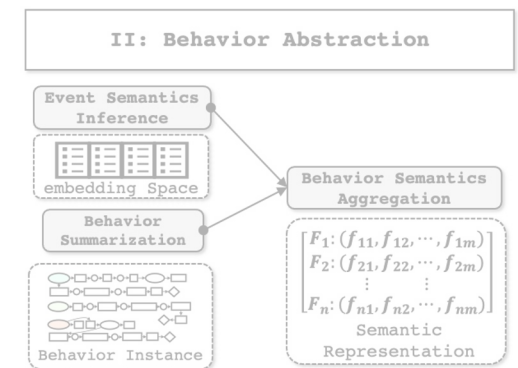 II: Behavior Abstraction
Event Semantics
Inference
embedding Space
Behavior
Summarization
Behavior Instance
Behavior Semantics
Aggregation
F₁: (f₁₁, f₁₂, ⋯, f₁ₘ)
F₂: (f₂₁, f₂₂, ⋯, f₂ₘ)
⋮ ⋮
Fₙ: (fₙ₁, fₙ₂, ⋯, fₙₘ)
Semantic
Representation